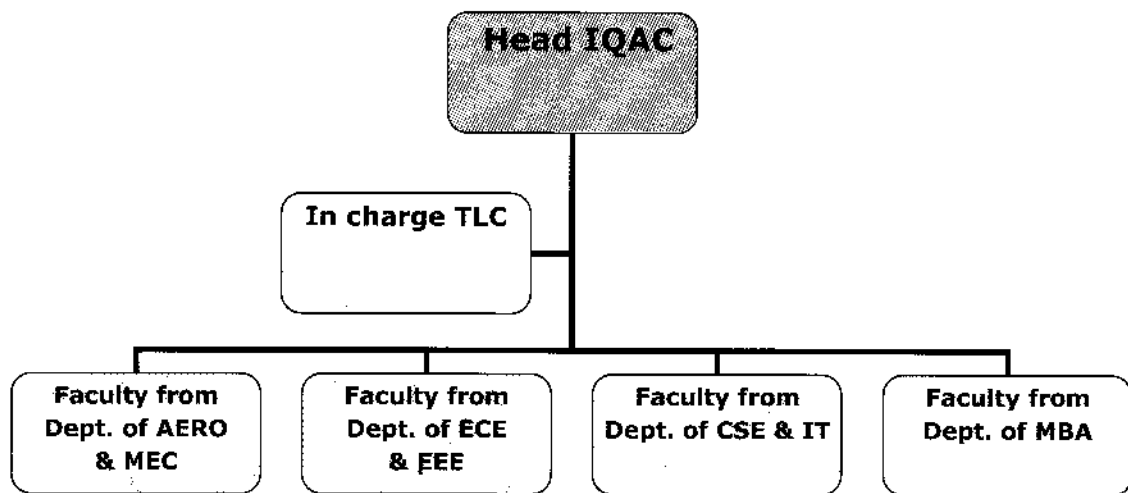 Head IQAC
In charge TLC
Faculty from
Dept. of AERO
& MEC
Faculty from
Dept. of ECE
& EEE
Faculty from
Dept. of CSE & IT
Faculty from
Dept. of MBA